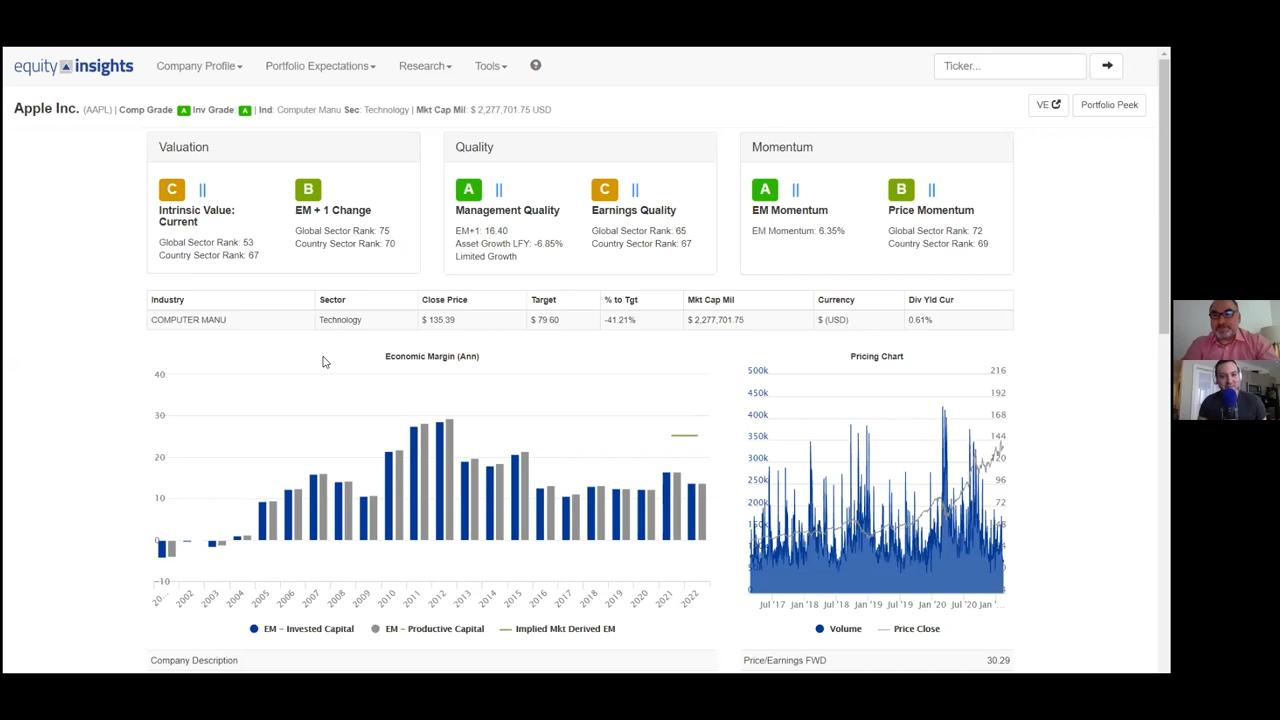 equity insights Company Profile Portfolio Expectations Research Tools ? Ticker...
Apple Inc. (AAPL) | Comp Grade: A Inv Grade: A | Ind: Computer Manu Sec: Technology | Mkt Cap Mil: $ 2,277,701.75 USD VE Portfolio Peek
Valuation
C
Intrinsic Value: Current
Global Sector Rank: 53
Country Sector Rank: 67
B
EM + 1 Change
Global Sector Rank: 75
Country Sector Rank: 70
Quality
A
Management Quality
EM+1: 16.40
Asset Growth LFY: -6.85%
Limited Growth
C
Earnings Quality
Global Sector Rank: 65
Country Sector Rank: 67
Momentum
A
EM Momentum
EM Momentum: 6.35%
B
Price Momentum
Global Sector Rank: 72
Country Sector Rank: 69
Industry Sector Close Price Target % to Tgt Mkt Cap Mil Currency Div Yld Cur
COMPUTER MANU Technology $ 135.39 $ 79.60 -41.21% $ 2,277,701.75 $ (USD) 0.61%
Economic Margin (Ann)
40
30
20
10
0
-10
20... 2002 2003 2004 2005 2006 2007 2008 2009 2010 2011 2012 2013 2014 2015 2016 2017 2018 2019 2020 2021 2022
EM – Invested Capital EM – Productive Capital Implied Mkt Derived EM
Pricing Chart
500k 216
450k 192
400k 168
350k 144
300k 120
250k 96
200k 72
Jul '17 Jan '18 Jul '18 Jan '19 Jul '19 Jan '20 Jul '20 Jan '...
Volume Price Close
Company Description
Price/Earnings FWD 30.29